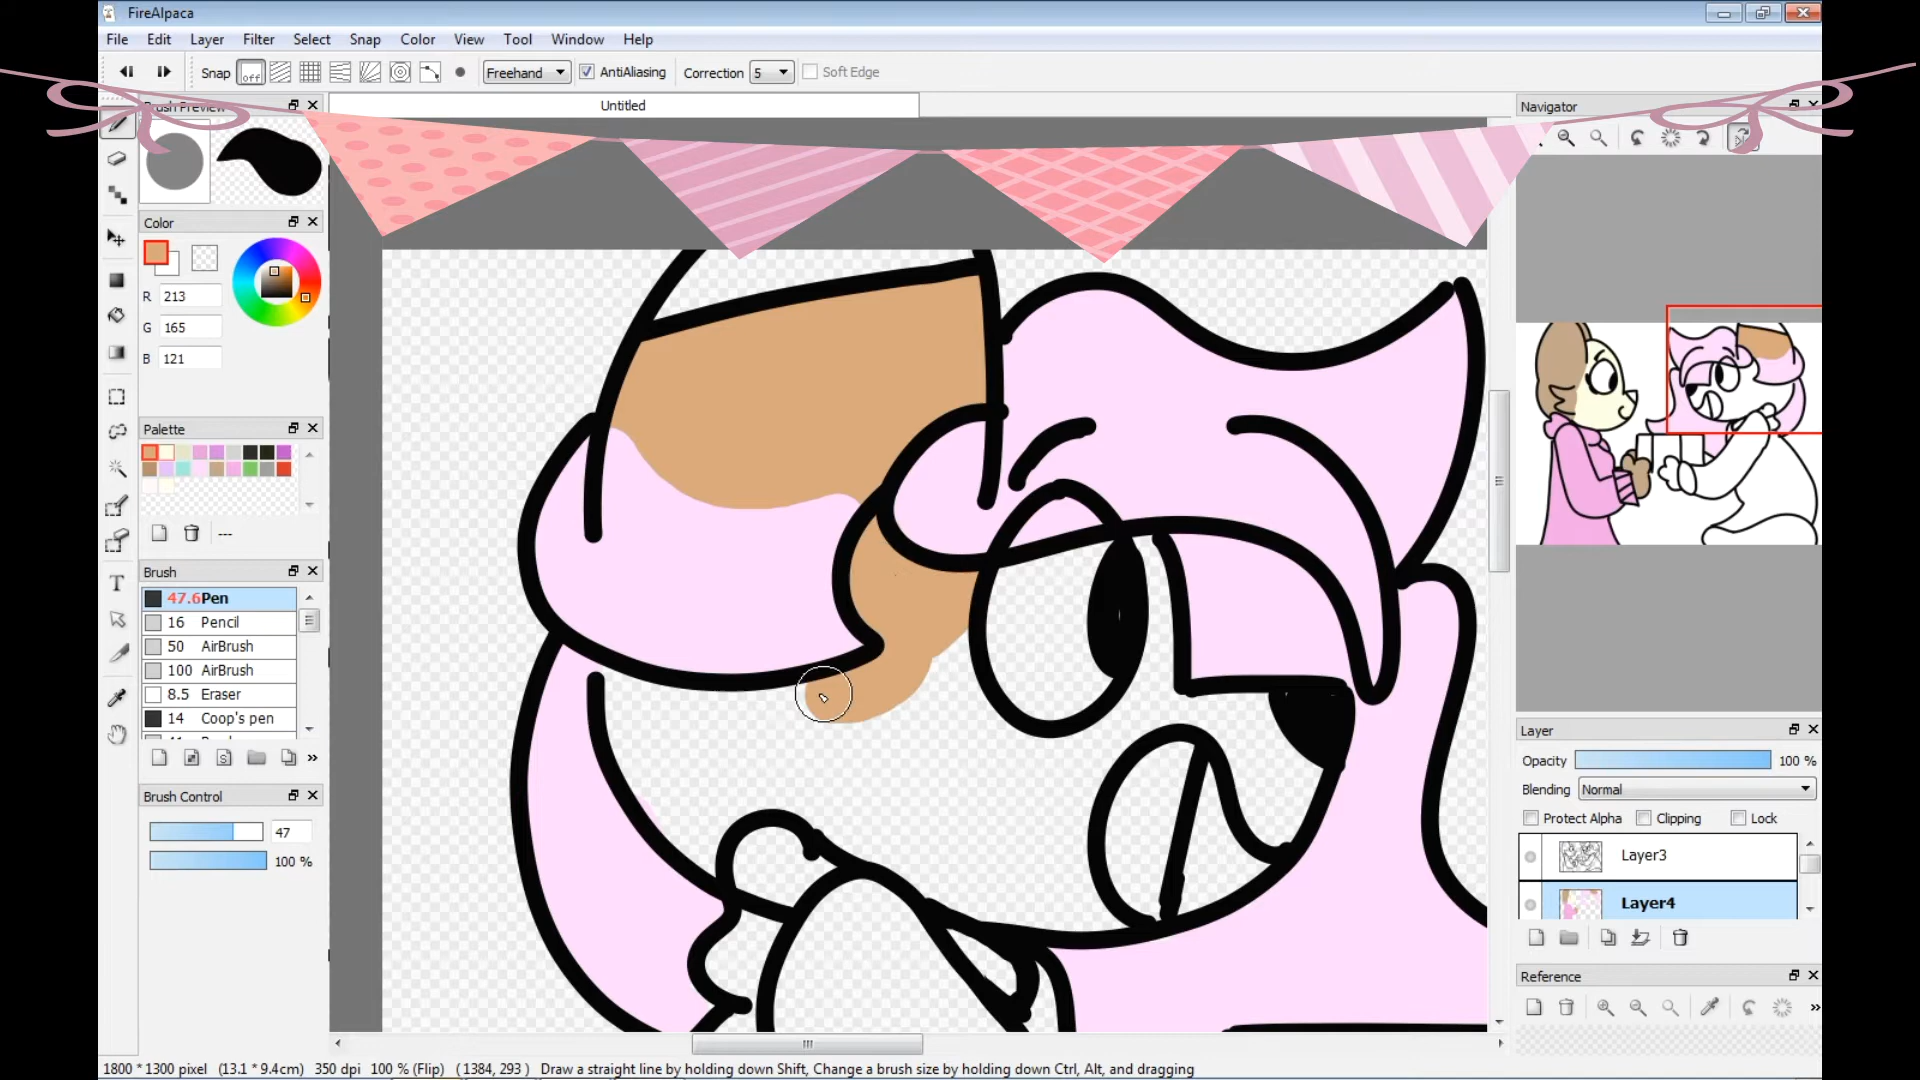 FireAlpaca
File Edit Layer Filter Select Snap Color View Tool Window Help
Snap off Freehand AntiAliasing Correction 5 Soft Edge
Brush Preview Untitled Navigator
Color
R 213
G 165
B 121
Palette
---
Brush
47.6 Pen
16 Pencil
50 AirBrush
100 AirBrush
8.5 Eraser
14 Coop's pen
Brush Control
47
100 %
Layer
Opacity 100 %
Blending Normal
Protect Alpha Clipping Lock
Layer3
Layer4
Reference
1800 * 1300 pixel (13.1 * 9.4cm) 350 dpi 100 % (Flip) ( 1384, 293 ) Draw a straight line by holding down Shift, Change a brush size by holding down Ctrl, Alt, and dragging